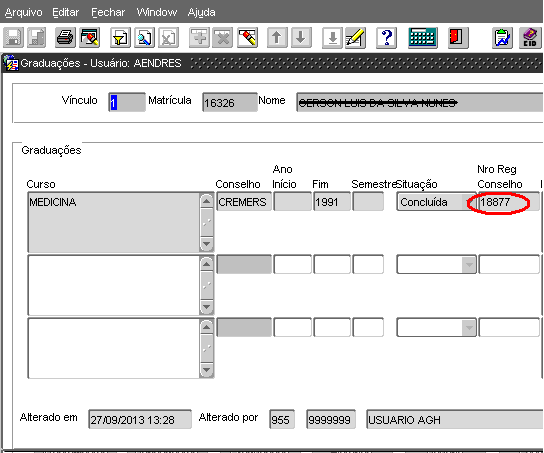 Arquivo Editar Fechar Window Ajuda
CID
Graduações - Usuário: AENDRES
Vínculo 1 Matrícula 16326 Nome GERSON LUIS DA SILVA NUNES
Graduações
Ano Nro Reg
Curso Conselho Início Fim Semestre Situação Conselho
MEDICINA CREMERS 1991 Concluída 18877
Alterado em 27/09/2013 13:28 Alterado por 955 9999999 USUARIO AGH